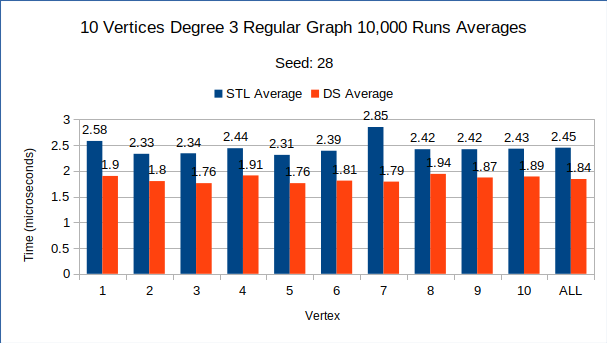 10 Vertices Degree 3 Regular Graph 10,000 Runs Averages
Seed: 28
STL Average DS Average
Time (microseconds)
3
2.5
2
1.5
1
0.5
0
2.58 1.9 2.33 1.8 2.34 1.76 2.44 1.91 2.31 1.76 2.39 1.81 2.85 1.79 2.42 1.94 2.42 1.87 2.43 1.89 2.45 1.84
1 2 3 4 5 6 7 8 9 10 ALL
Vertex